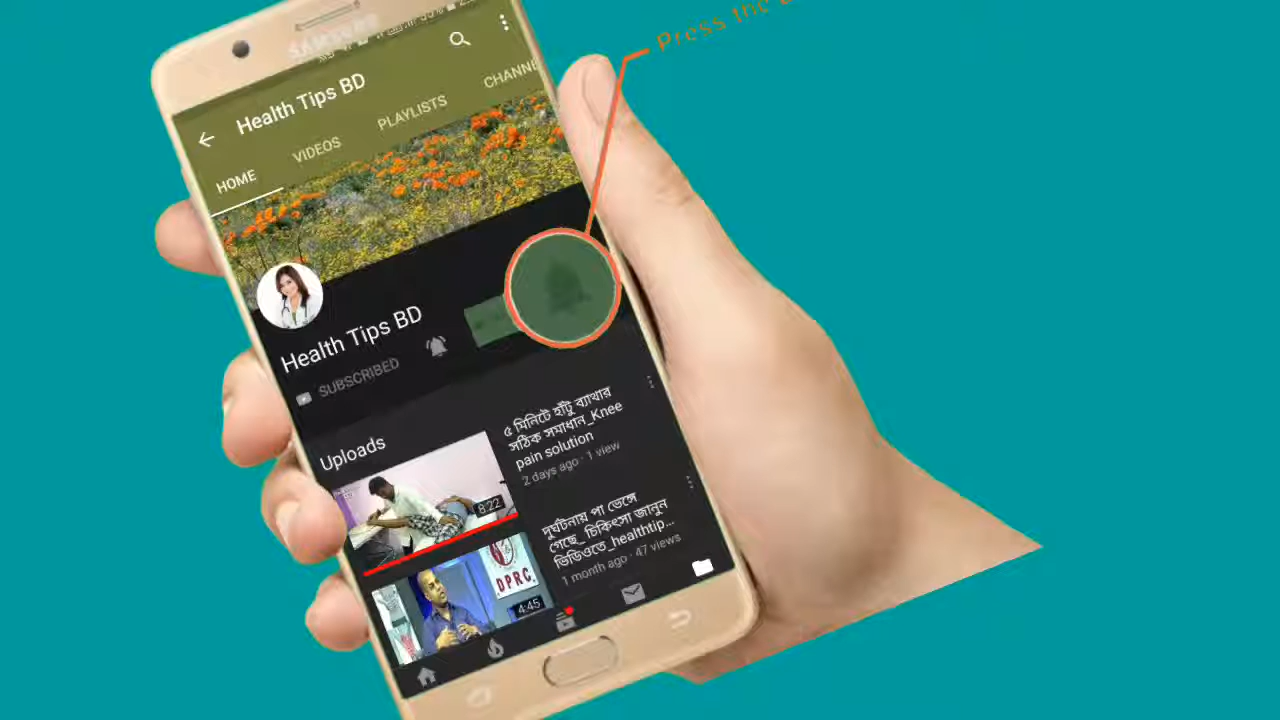 Press the
SAMSUNG
Health Tips BD
HOME
VIDEOS
PLAYLISTS
CHANNE
Health Tips BD
SUBSCRIBED
Uploads
৫ মিনিটে হাঁটু ব্যাথার
সঠিক সমাধান_Knee
pain solution
2 days ago · 1 view
8:22
দুর্ঘটনায় পা ভেঙ্গে
গেছে_ চিকিৎসা জানুন
ভিডিওতে_healthtip...
1 month ago · 47 views
DPRC
4:45